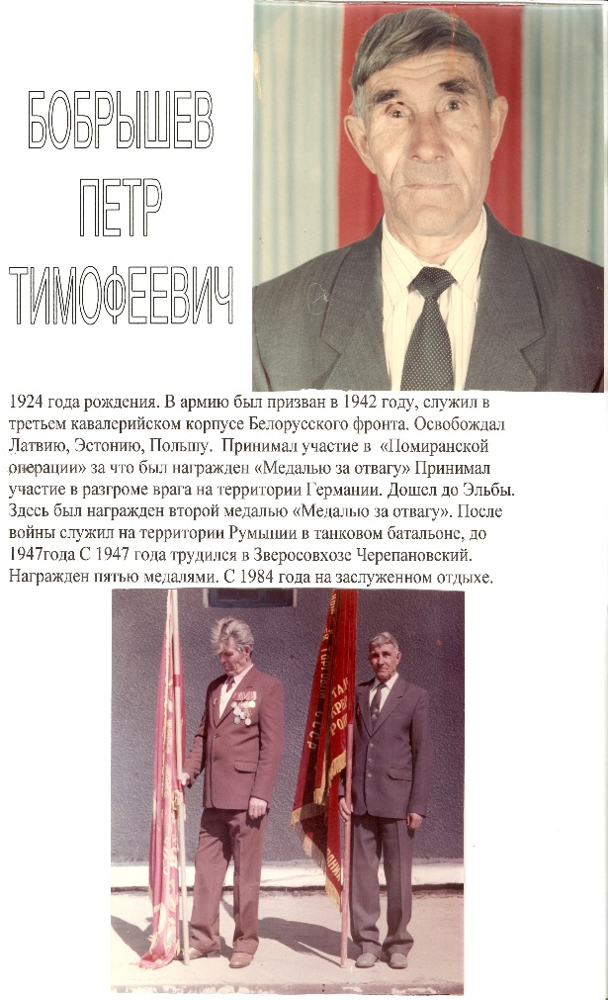 БОБРЫШЕВ
ПЕТР
ТИМОФЕЕВИЧ
1924 года рождения. В армию был призван в 1942 году, служил в
третьем кавалерийском корпусе Белорусского фронта. Освобождал
Латвию, Эстонию, Польшу. Принимал участие в «Помиранской
операции» за что был награжден «Медалью за отвагу» Принимал
участие в разгроме врага на территории Германии. Дошел до Эльбы.
Здесь был награжден второй медалью «Медалью за отвагу». После
войны служил на территории Румынии в танковом батальоне, до
1947года С 1947 года трудился в Зверосовхозе Черепановский.
Награжден пятью медалями. С 1984 года на заслуженном отдыхе.
ТОРГОВЛИ СССР